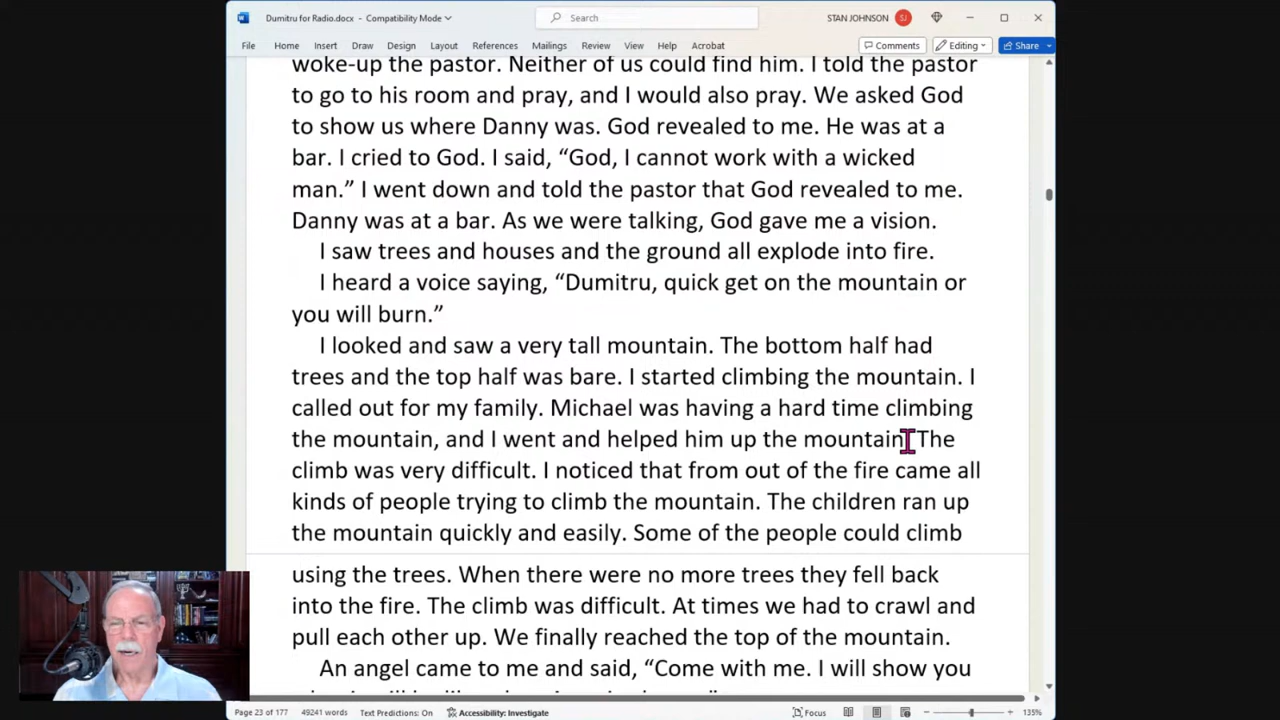 Dumitru for Radio.docx - Compatibility Mode
Search
STAN JOHNSON
SJ
File Home Insert Draw Design Layout References Mailings Review View Help Acrobat
Comments Editing Share
woke-up the pastor. Neither of us could find him. I told the pastor
to go to his room and pray, and I would also pray. We asked God
to show us where Danny was. God revealed to me. He was at a
bar. I cried to God. I said, “God, I cannot work with a wicked
man.” I went down and told the pastor that God revealed to me.
Danny was at a bar. As we were talking, God gave me a vision.
I saw trees and houses and the ground all explode into fire.
I heard a voice saying, “Dumitru, quick get on the mountain or
you will burn.”
I looked and saw a very tall mountain. The bottom half had
trees and the top half was bare. I started climbing the mountain. I
called out for my family. Michael was having a hard time climbing
the mountain, and I went and helped him up the mountain The
climb was very difficult. I noticed that from out of the fire came all
kinds of people trying to climb the mountain. The children ran up
the mountain quickly and easily. Some of the people could climb
using the trees. When there were no more trees they fell back
into the fire. The climb was difficult. At times we had to crawl and
pull each other up. We finally reached the top of the mountain.
An angel came to me and said, “Come with me. I will show you
Page 23 of 177 49241 words Text Predictions: On Accessibility: Investigate Focus 135%